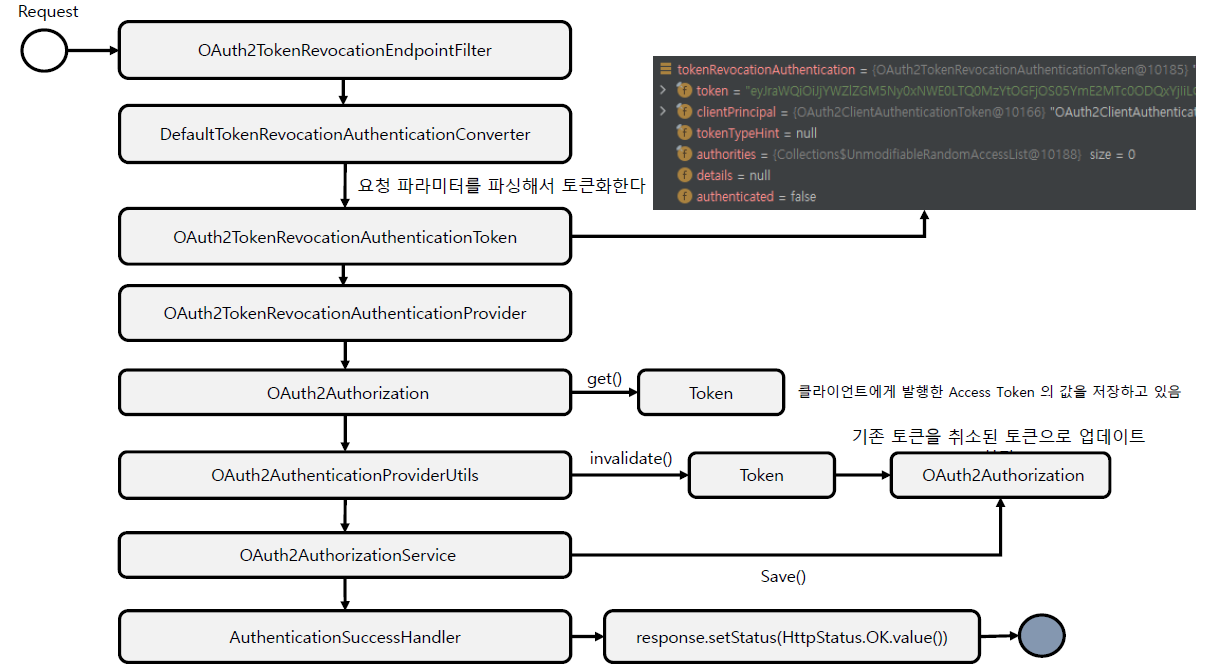 Request
OAuth2TokenRevocationEndpointFilter
DefaultTokenRevocationAuthenticationConverter
요청 파라미터를 파싱해서 토큰화한다
tokenRevocationAuthentication = {OAuth2TokenRevocationAuthenticationToken@10185} "
token =
clientPrincipal = {OAuth2ClientAuthenticationToken@10166} "OAuth2ClientAuthenticat
tokenTypeHint = null
authorities = {Collections$UnmodifiableRandomAccessList@10188} size = 0
details = null
authenticated = false
OAuth2TokenRevocationAuthenticationToken
OAuth2TokenRevocationAuthenticationProvider
OAuth2Authorization
get()
Token
클라이언트에게 발행한 Access Token 의 값을 저장하고 있음
기존 토큰을 취소된 토큰으로 업데이트
OAuth2AuthenticationProviderUtils
invalidate()
Token
OAuth2Authorization
OAuth2AuthorizationService
Save()
AuthenticationSuccessHandler
response.setStatus(HttpStatus.OK.value())